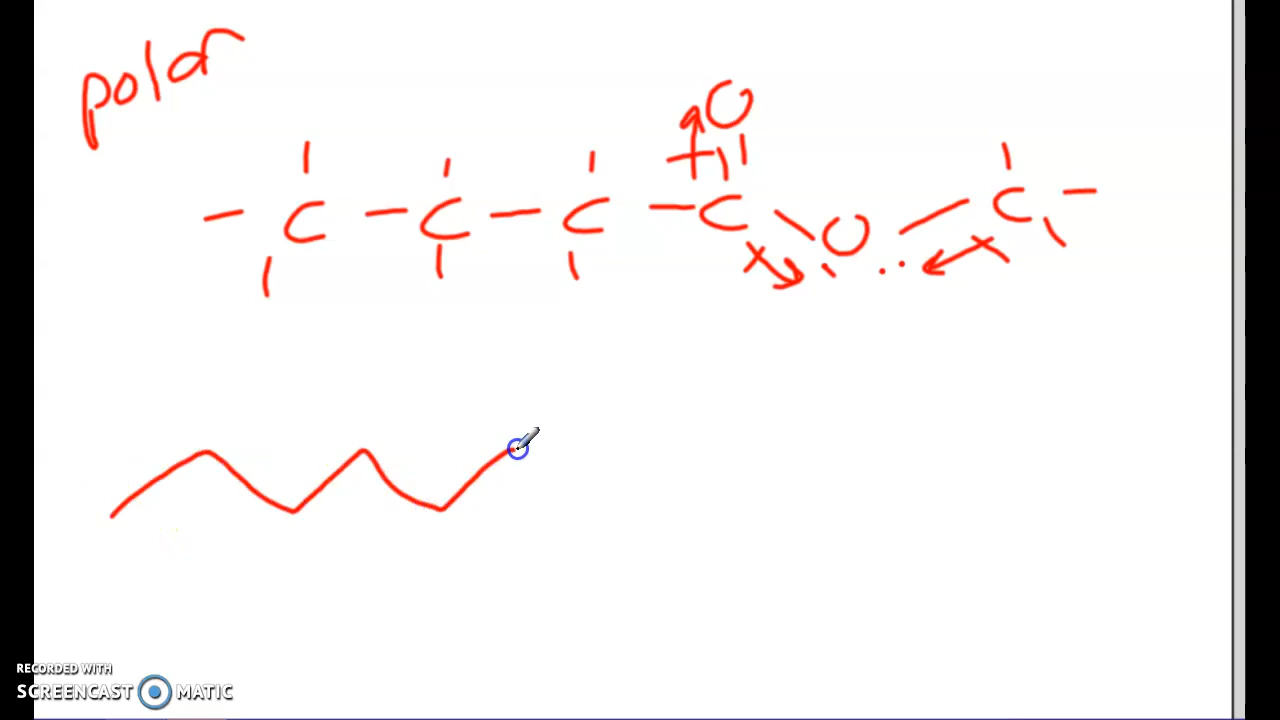 polar
O
C C C C O C
RECORDED WITH
SCREENCAST MATIC